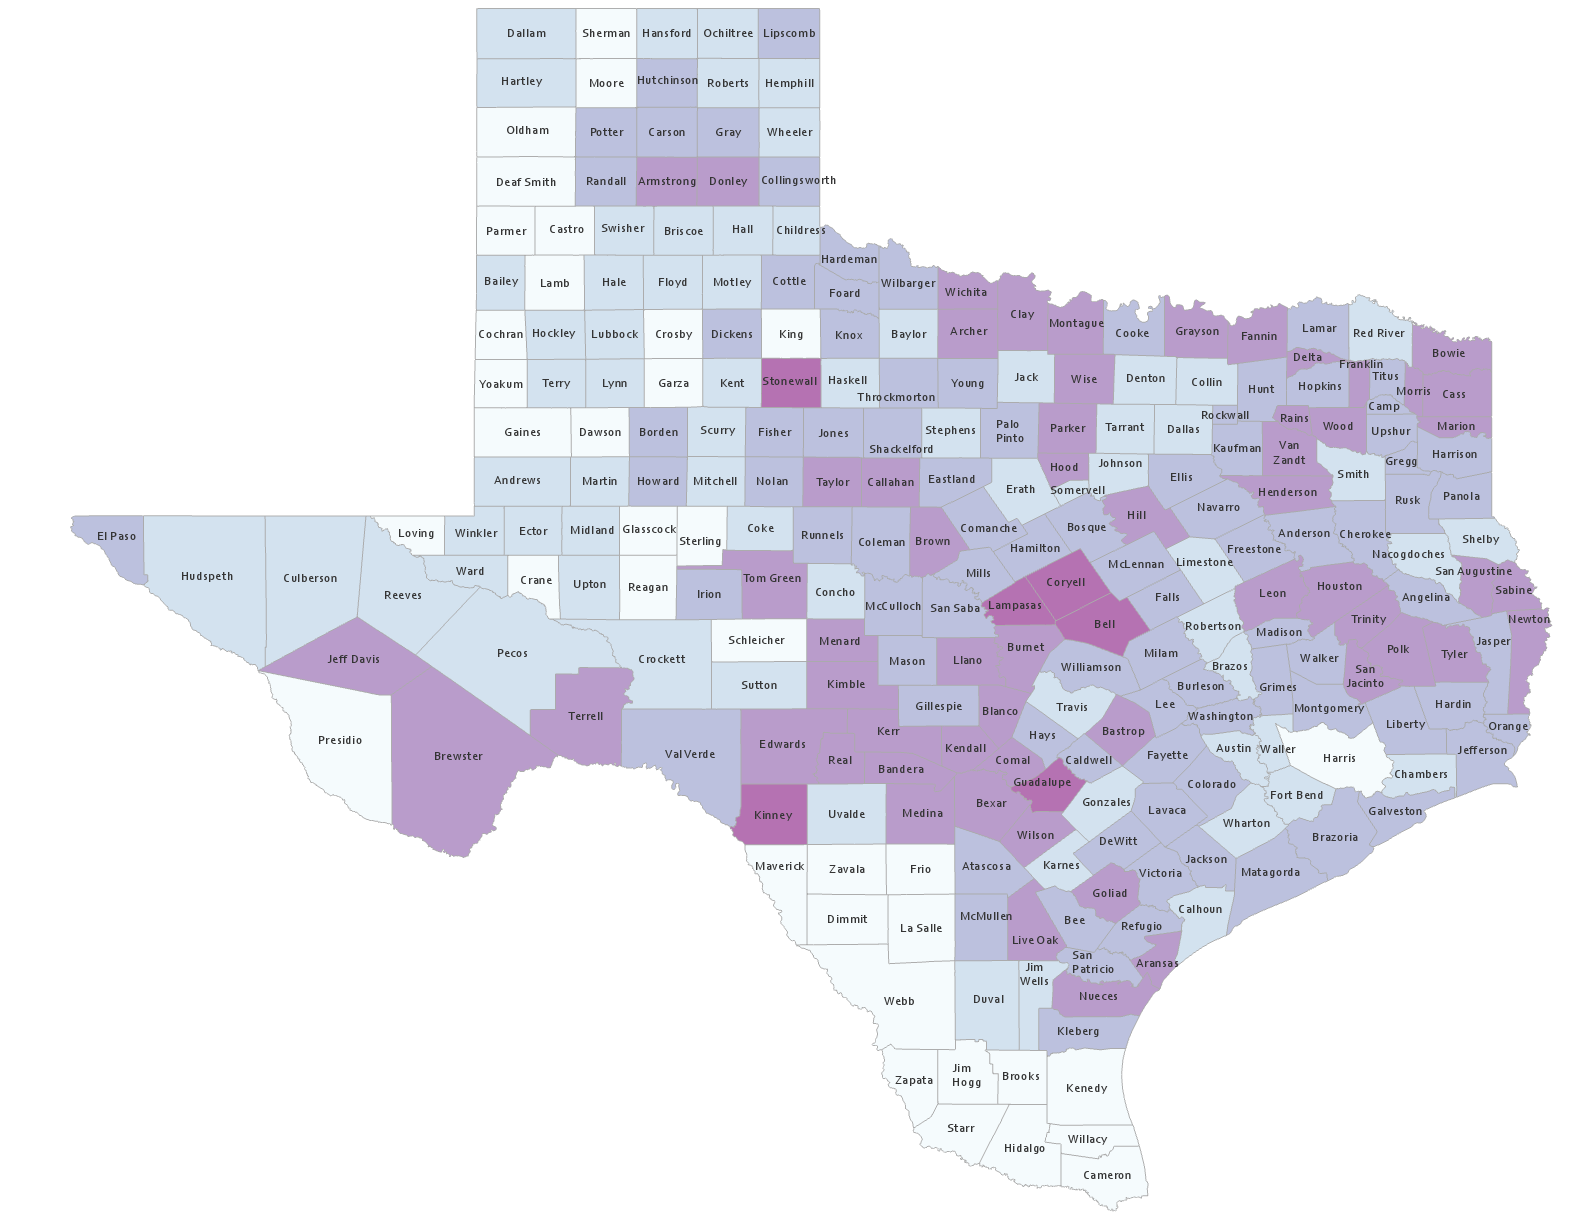 Dallam
Sherman
Hansford
Ochiltree
Lipscomb
Hartley
Moore
Hutchinson
Roberts
Hemphill
Oldham
Potter
Carson
Gray
Wheeler
Deaf Smith
Randall
Armstrong
Donley
Collingsworth
Parmer
Castro
Swisher
Briscoe
Hall
Childress
Hardeman
Bailey
Lamb
Hale
Floyd
Motley
Cottle
Foard
Wilbarger
Wichita
Clay
Montague
Cochran
Hockley
Lubbock
Crosby
Dickens
King
Knox
Baylor
Archer
Cooke
Grayson
Fannin
Lamar
Red River
Bowie
Delta
Franklin
Titus
Morris
Cass
Yoakum
Terry
Lynn
Garza
Kent
Stonewall
Haskell
Throckmorton
Young
Jack
Wise
Denton
Collin
Hunt
Hopkins
Camp
Rockwall
Rains
Wood
Upshur
Marion
Gaines
Dawson
Borden
Scurry
Fisher
Jones
Shackelford
Stephens
Palo
Pinto
Parker
Tarrant
Dallas
Kaufman
Van
Zandt
Gregg
Harrison
Hood
Johnson
Ellis
Smith
Andrews
Martin
Howard
Mitchell
Nolan
Taylor
Callahan
Eastland
Erath
Somervell
Henderson
Rusk
Panola
Hill
Navarro
El Paso
Hudspeth
Culberson
Reeves
Loving
Winkler
Ector
Midland
Glasscock
Sterling
Coke
Runnels
Coleman
Brown
Comanche
Hamilton
Bosque
Freestone
Anderson
Cherokee
Nacogdoches
Shelby
San Augustine
Sabine
Ward
Crane
Upton
Reagan
Irion
Tom Green
Concho
McCulloch
San Saba
Mills
Lampasas
Coryell
McLennan
Limestone
Falls
Leon
Houston
Angelina
Newton
Jeff Davis
Pecos
Crockett
Schleicher
Sutton
Menard
Mason
Llano
Burnet
Bell
Milam
Robertson
Brazos
Madison
Walker
Trinity
Polk
Tyler
Jasper
San
Jacinto
Presidio
Brewster
Terrell
Val Verde
Kimble
Gillespie
Blanco
Williamson
Travis
Burleson
Lee
Washington
Grimes
Montgomery
Liberty
Hardin
Orange
Jefferson
Edwards
Real
Kerr
Kendall
Bandera
Comal
Hays
Caldwell
Bastrop
Fayette
Austin
Waller
Harris
Chambers
Kinney
Uvalde
Medina
Bexar
Guadalupe
Gonzales
Lavaca
Colorado
Fort Bend
Wharton
Brazoria
Galveston
Wilson
Karnes
DeWitt
Jackson
Victoria
Matagorda
Maverick
Zavala
Frio
Atascosa
Goliad
Calhoun
Dimmit
La Salle
McMullen
Live Oak
Bee
Refugio
Aransas
San
Patricio
Nueces
Webb
Duval
Jim
Wells
Kleberg
Zapata
Jim
Hogg
Brooks
Kenedy
Starr
Hidalgo
Willacy
Cameron